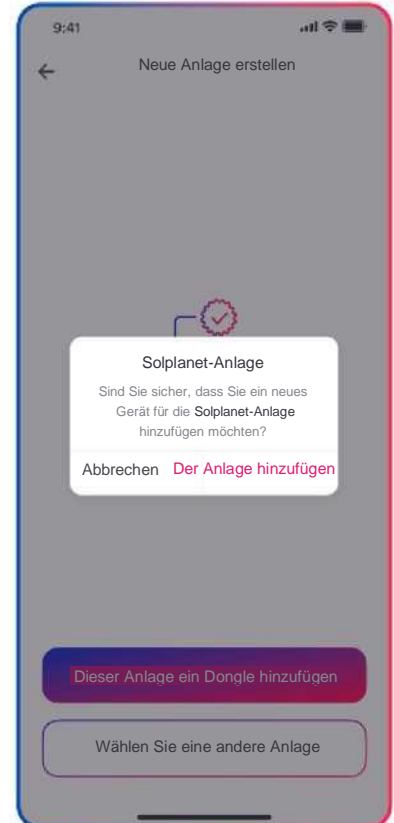 9:41
Neue Anlage erstellen
Solplanet-Anlage
Sind Sie sicher, dass Sie ein neues
Gerät für die Solplanet-Anlage
hinzufügen möchten?
Abbrechen Der Anlage hinzufügen
Dieser Anlage ein Dongle hinzufügen
Wählen Sie eine andere Anlage